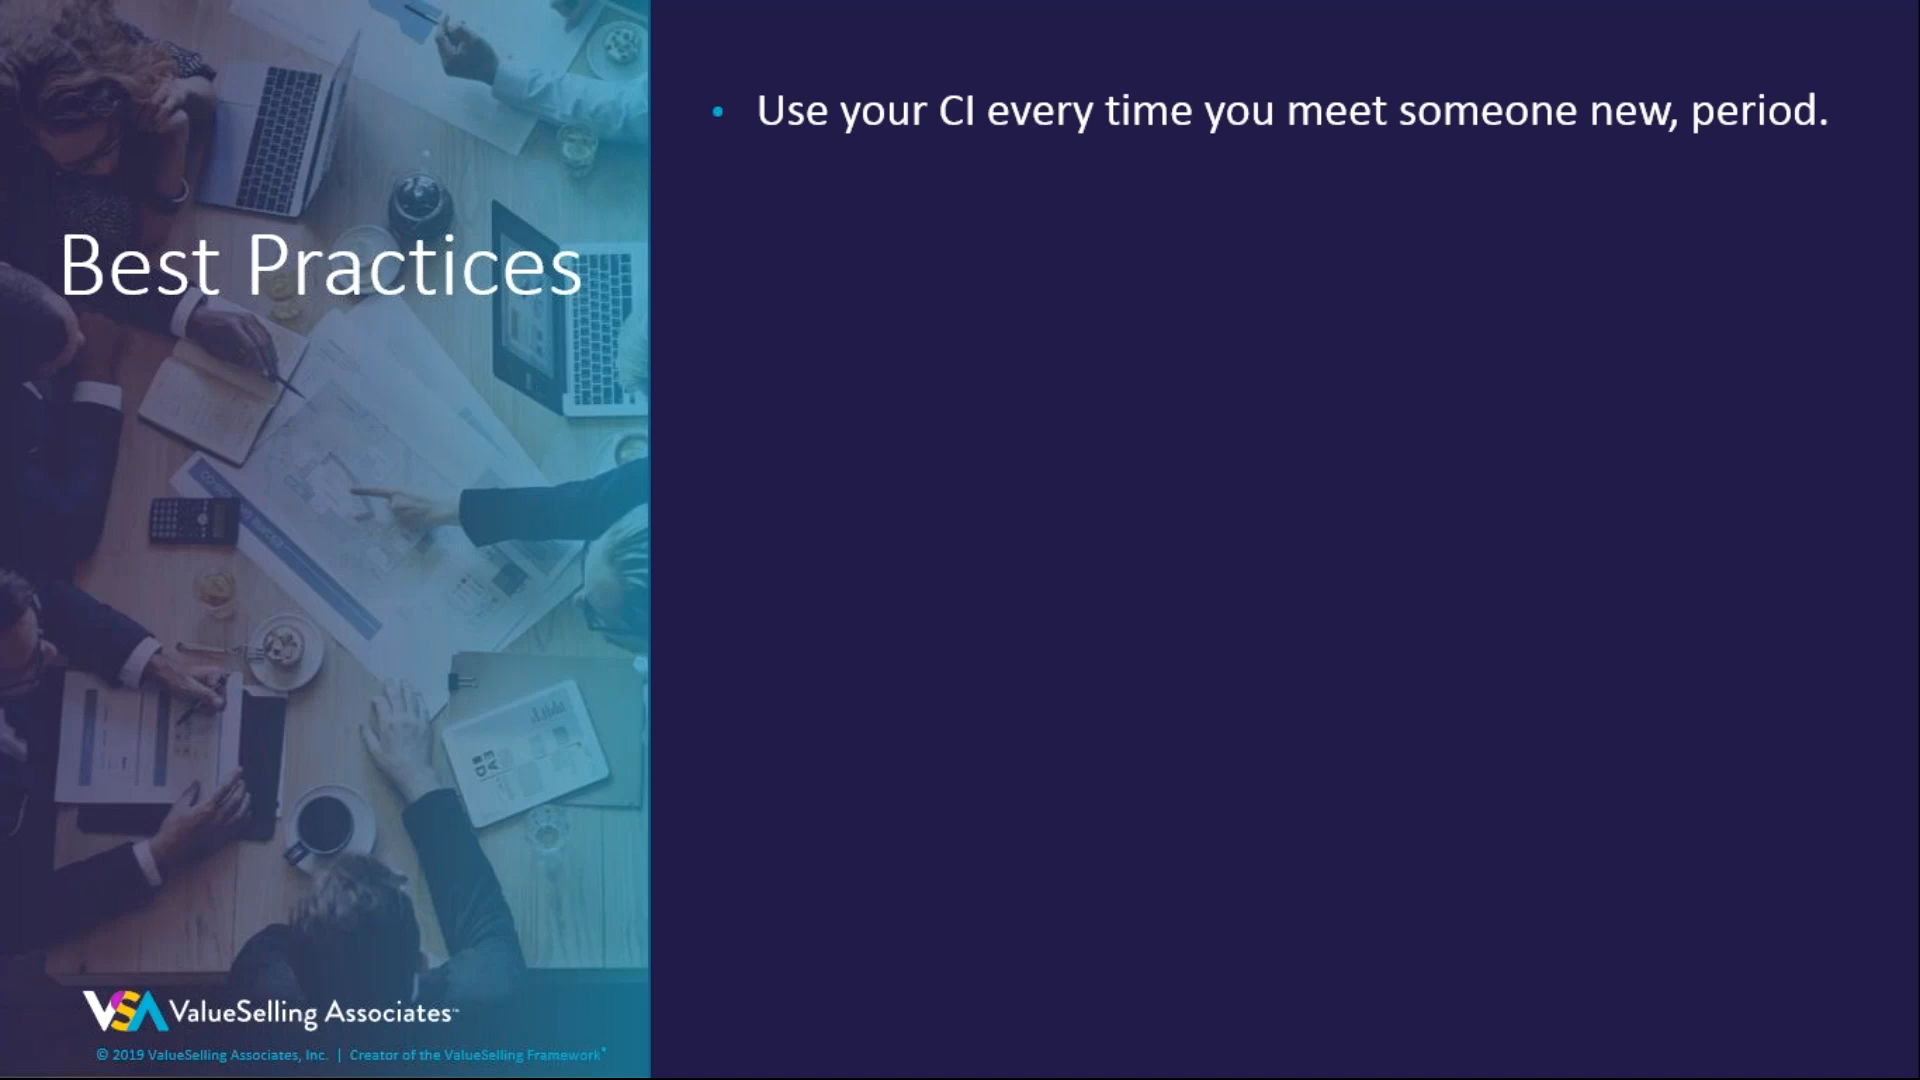 Best Practices
• Use your CI every time you meet someone new, period.
VSA ValueSelling Associates™
© 2019 ValueSelling Associates, Inc. | Creator of the ValueSelling Framework®